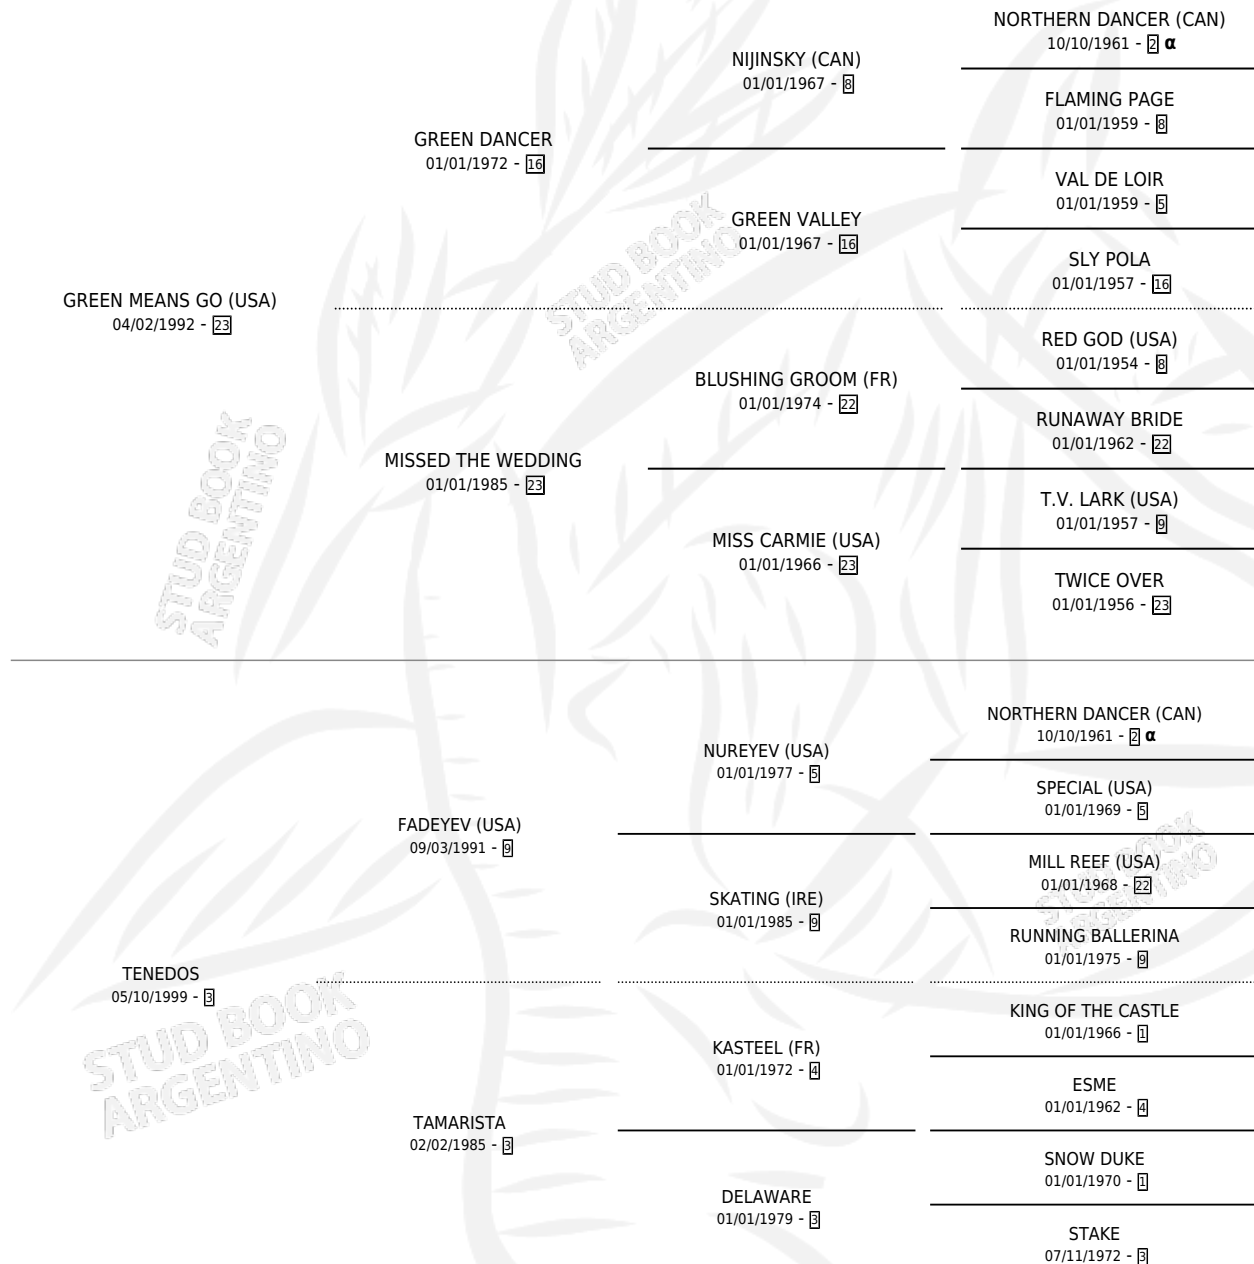 NORTHERN DANCER (CAN)
10/10/1961 - 2 α
NIJINSKY (CAN)
01/01/1967 - 8
FLAMING PAGE
01/01/1959 - 8
GREEN DANCER
01/01/1972 - 16
VAL DE LOIR
01/01/1959 - 5
GREEN VALLEY
01/01/1967 - 16
SLY POLA
01/01/1957 - 16
GREEN MEANS GO (USA)
04/02/1992 - 23
RED GOD (USA)
01/01/1954 - 8
BLUSHING GROOM (FR)
01/01/1974 - 22
RUNAWAY BRIDE
01/01/1962 - 22
MISSED THE WEDDING
01/01/1985 - 23
T.V. LARK (USA)
01/01/1957 - 9
MISS CARMIE (USA)
01/01/1966 - 23
TWICE OVER
01/01/1956 - 23
STUD BOOK
ARGENTINO
STUD BOOK
ARGENTINO
NORTHERN DANCER (CAN)
10/10/1961 - 2 α
NUREYEV (USA)
01/01/1977 - 5
SPECIAL (USA)
01/01/1969 - 5
FADEYEV (USA)
09/03/1991 - 9
MILL REEF (USA)
01/01/1968 - 22
SKATING (IRE)
01/01/1985 - 9
RUNNING BALLERINA
01/01/1975 - 9
TENEDOS
05/10/1999 - 3
KING OF THE CASTLE
01/01/1966 - 1
KASTEEL (FR)
01/01/1972 - 4
ESME
01/01/1962 - 4
TAMARISTA
02/02/1985 - 3
SNOW DUKE
01/01/1970 - 1
DELAWARE
01/01/1979 - 3
STAKE
07/11/1972 - 3
STUD BOOK
ARGENTINO
STUD BOOK
ARGENTINO